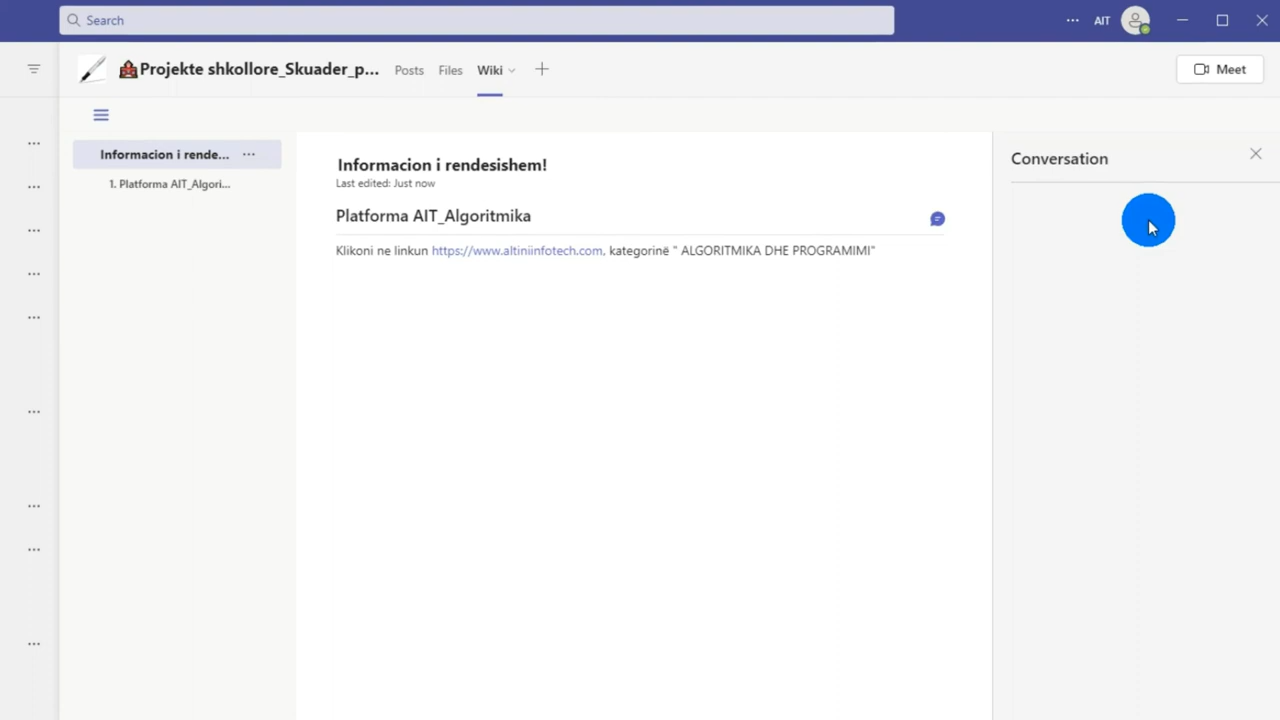 Search
AIT
Projekte shkollore_Skuader_p...
Posts
Files
Wiki
Meet
Informacion i rende...
1. Platforma AIT_Algori...
Informacion i rendesishem!
Last edited: Just now
Platforma AIT_Algoritmika
Klikoni ne linkun https://www.altiniinfotech.com, kategorinë " ALGORITMIKA DHE PROGRAMIMI"
Conversation